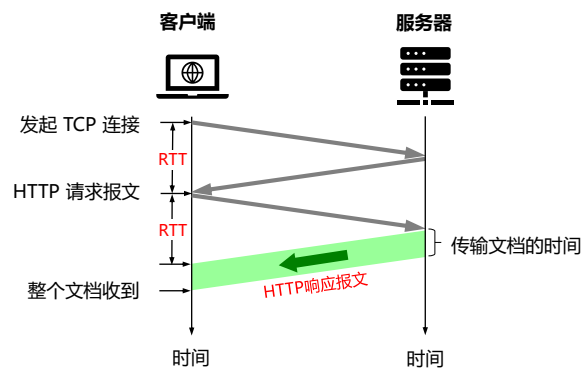 客户端
服务器
发起 TCP 连接
RTT
HTTP 请求报文
RTT
传输文档的时间
整个文档收到
HTTP响应报文
时间
时间